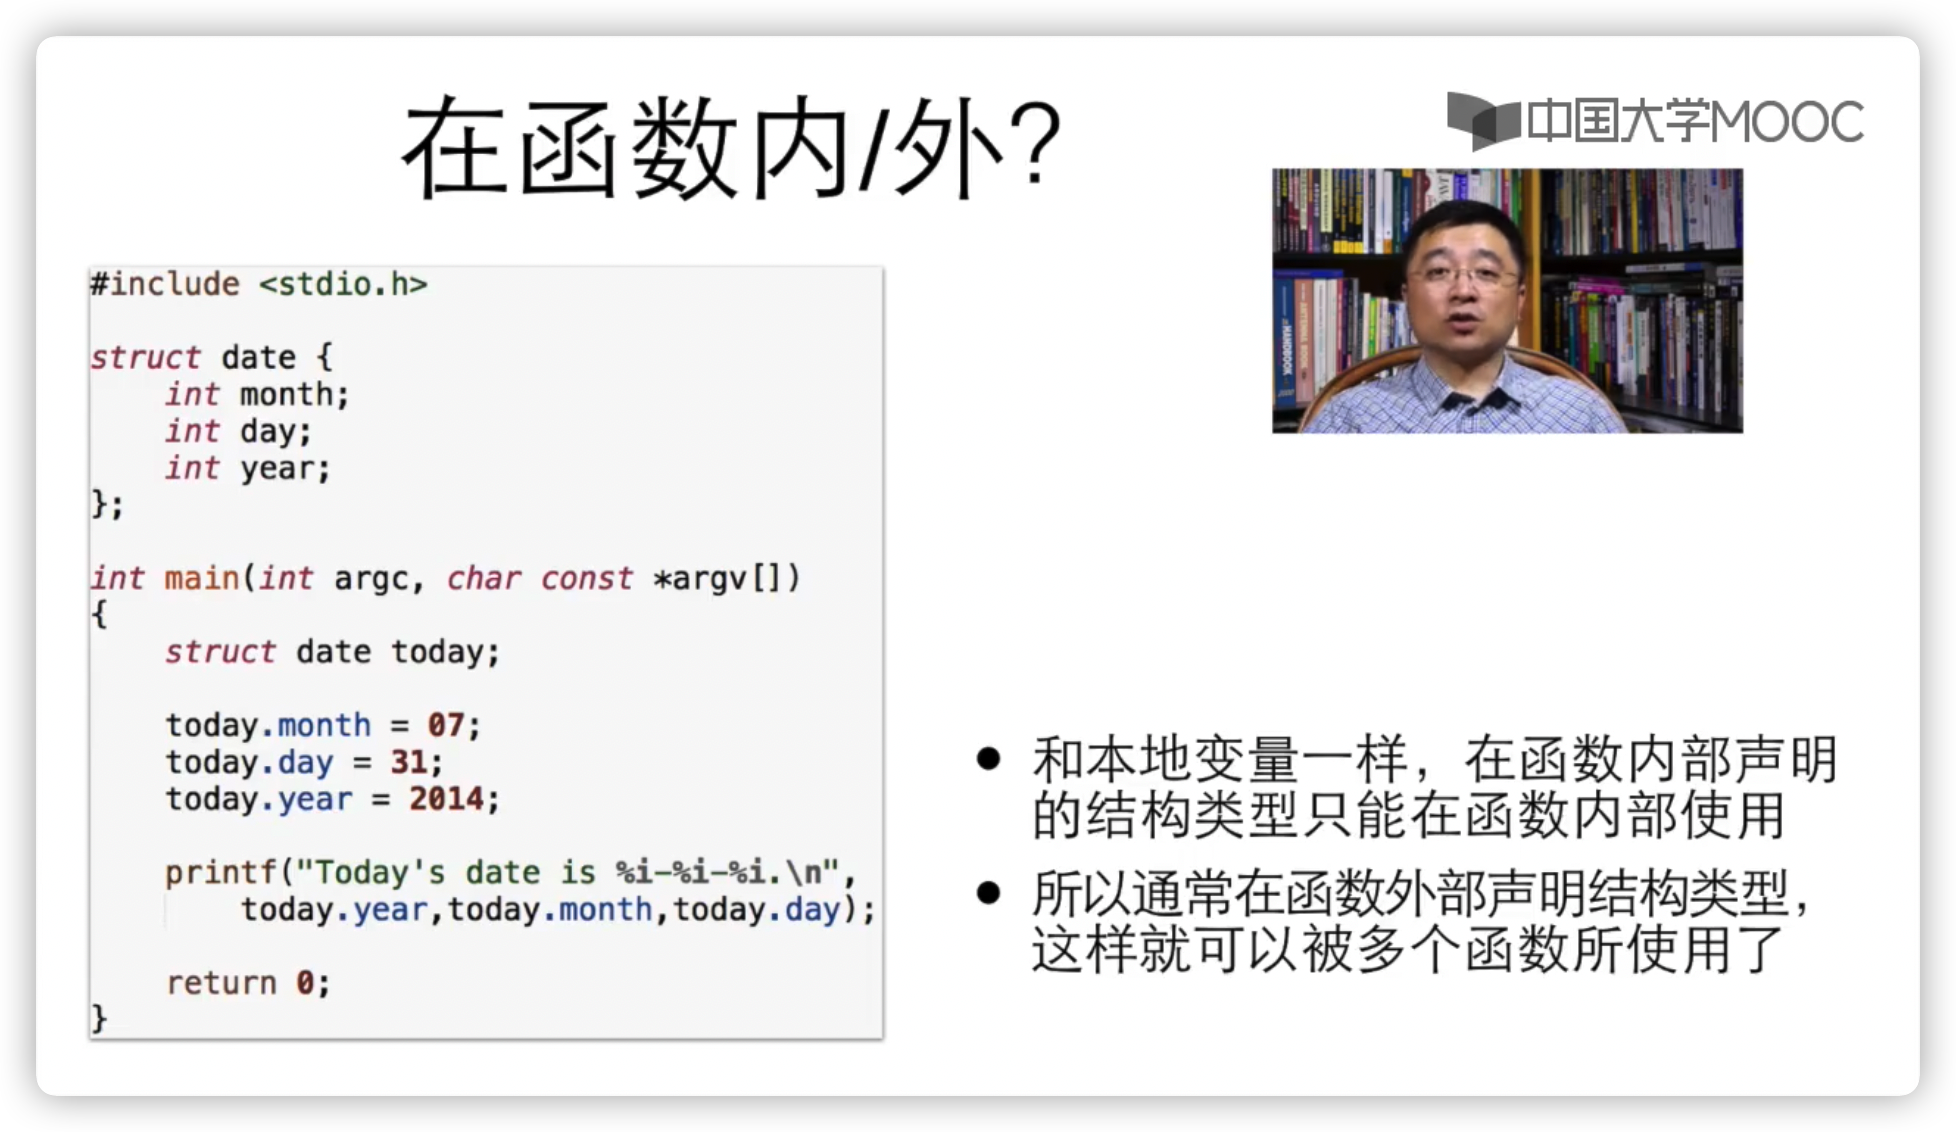 在函数内/外?
中国大学MOOC
#include <stdio.h>
struct date {
    int month;
    int day;
    int year;
};
int main(int argc, char const *argv[])
{
    struct date today;
    today.month = 07;
    today.day = 31;
    today.year = 2014;
    printf("Today's date is %i-%i-%i.\n",
        today.year,today.month,today.day);
    return 0;
}
● 和本地变量一样，在函数内部声明
的结构类型只能在函数内部使用
● 所以通常在函数外部声明结构类型，
这样就可以被多个函数所使用了